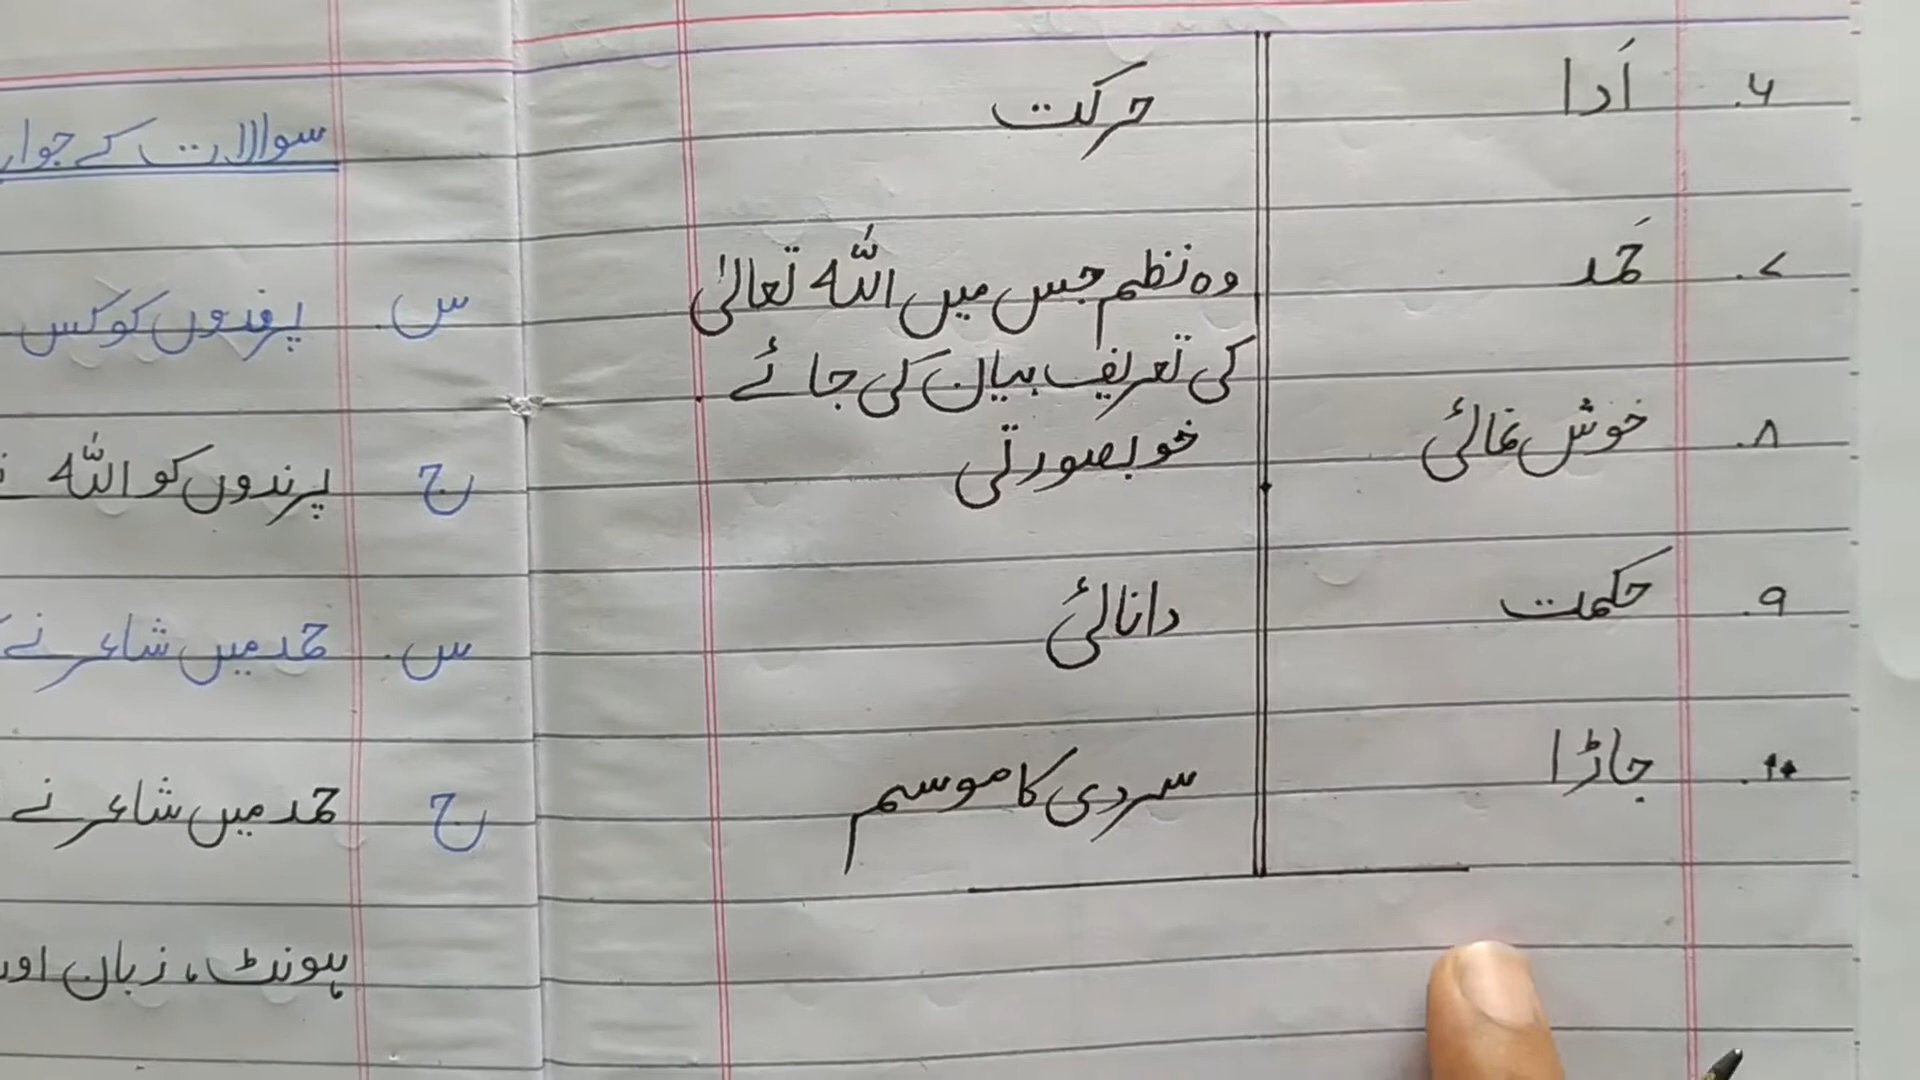 ۶. اَدا حرکت
۷. حَمد وہ نظم جس میں اللہ تعالیٰ
کی تعریف بیان کی جائے
۸. خوش نمائی خوبصورتی
۹. حکمت دانائی
۱۰. جاڑا سردی کا موسم
سوالات کے جوا
س. پرندوں کو کس
ج پرندوں کو اللہ
س. حمد میں شاعر نے
ج حمد میں شاعر نے
ہونٹ، زبان اور